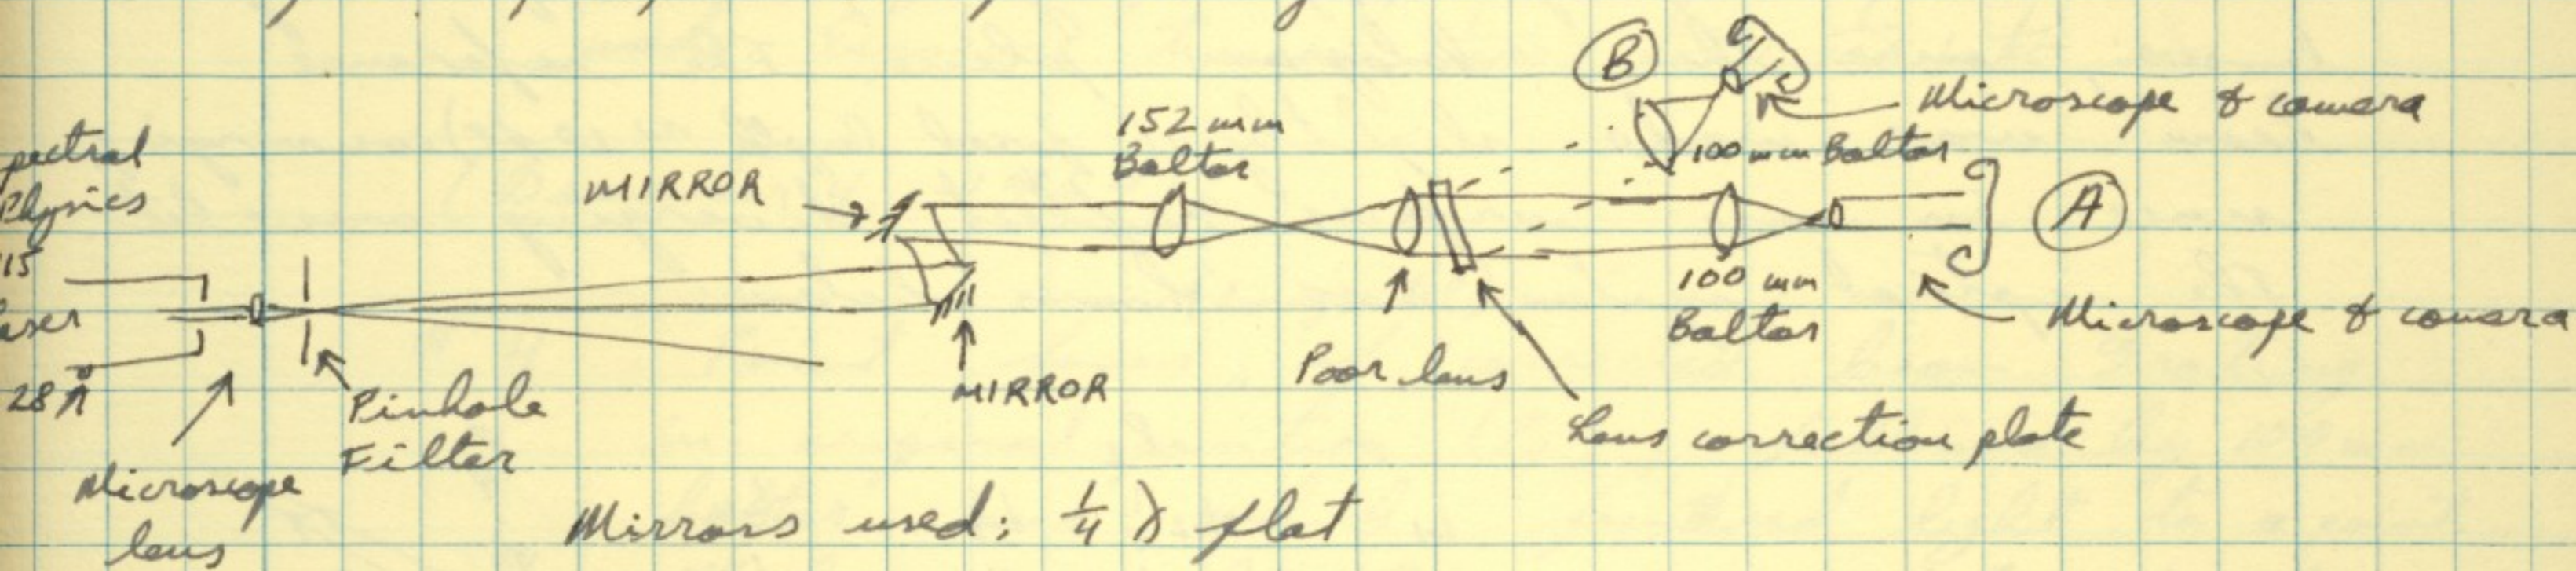 B
Microscope & camera
152 mm
Baltar
100 mm Baltar
pectral
Physics
MIRROR
A
15
100 mm
Baltar
aser
Microscope & camera
28
Poor lens
MIRROR
Pinhole
Filter
Lens correction plate
Microscope
lens
Mirrors used: 1/4 λ flat